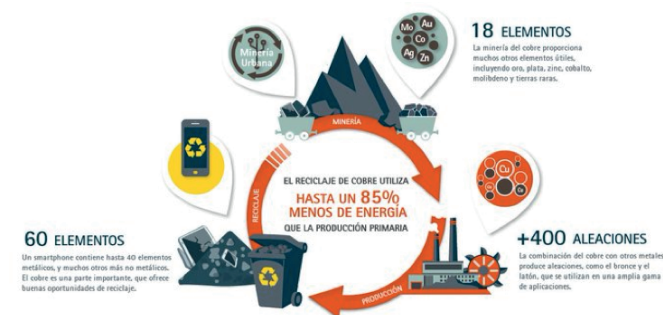 Minería
Urbana
Mo Au
Co
Ag Zn
18 ELEMENTOS
La minería del cobre proporciona
muchos otros elementos útiles,
incluyendo oro, plata, zinc, cobalto,
molibdeno y tierras raras.
MINERÍA
EL RECICLAJE DE COBRE UTILIZA
HASTA UN 85%
MENOS DE ENERGÍA
QUE LA PRODUCCIÓN PRIMARIA
RECICLAJE
Cu
60 ELEMENTOS
Un smartphone contiene hasta 40 elementos
metálicos, y muchos otros más no metálicos.
El cobre es una parte importante, que ofrece
buenas oportunidades de reciclaje.
+400 ALEACIONES
La combinación del cobre con otros metales
produce aleaciones, como el bronce y el
latón, que se utilizan en una amplia gama
de aplicaciones.
PRODUCCIÓN